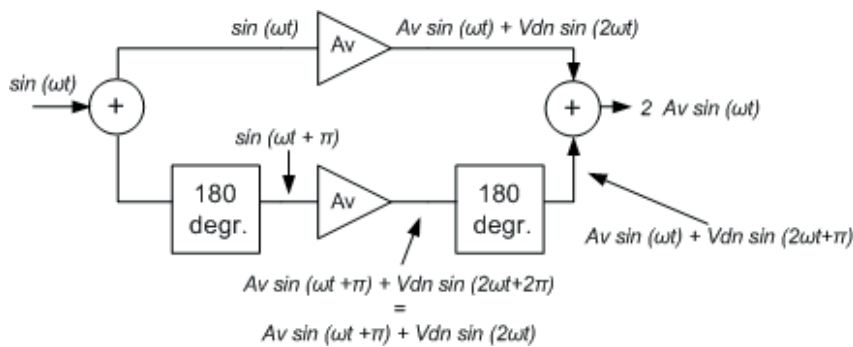 sin (ωt)
Av sin (ωt) + Vdn sin (2ωt)
Av
sin (ωt)
+
+
2 Av sin (ωt)
sin (ωt + π)
180
degr.
Av
180
degr.
Av sin (ωt) + Vdn sin (2ωt+π)
Av sin (ωt +π) + Vdn sin (2ωt+2π)
=
Av sin (ωt +π) + Vdn sin (2ωt)